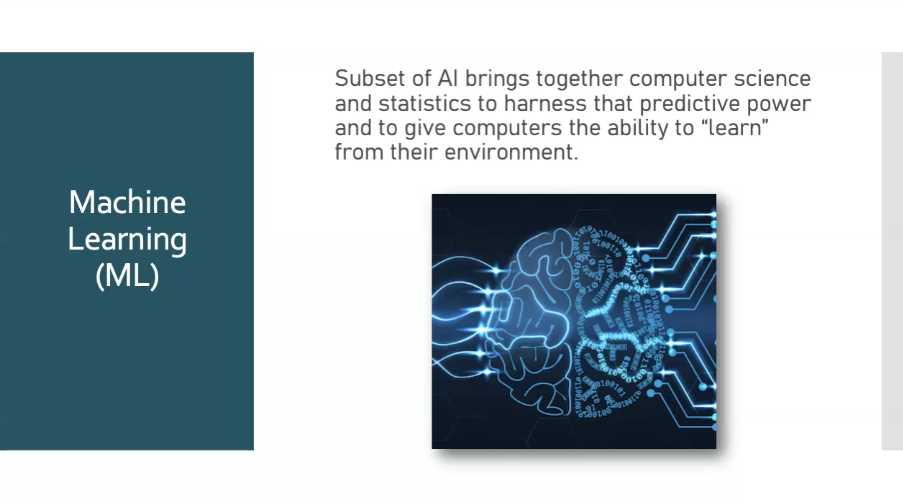 Machine
Learning
(ML)
Subset of AI brings together computer science
and statistics to harness that predictive power
and to give computers the ability to “learn”
from their environment.